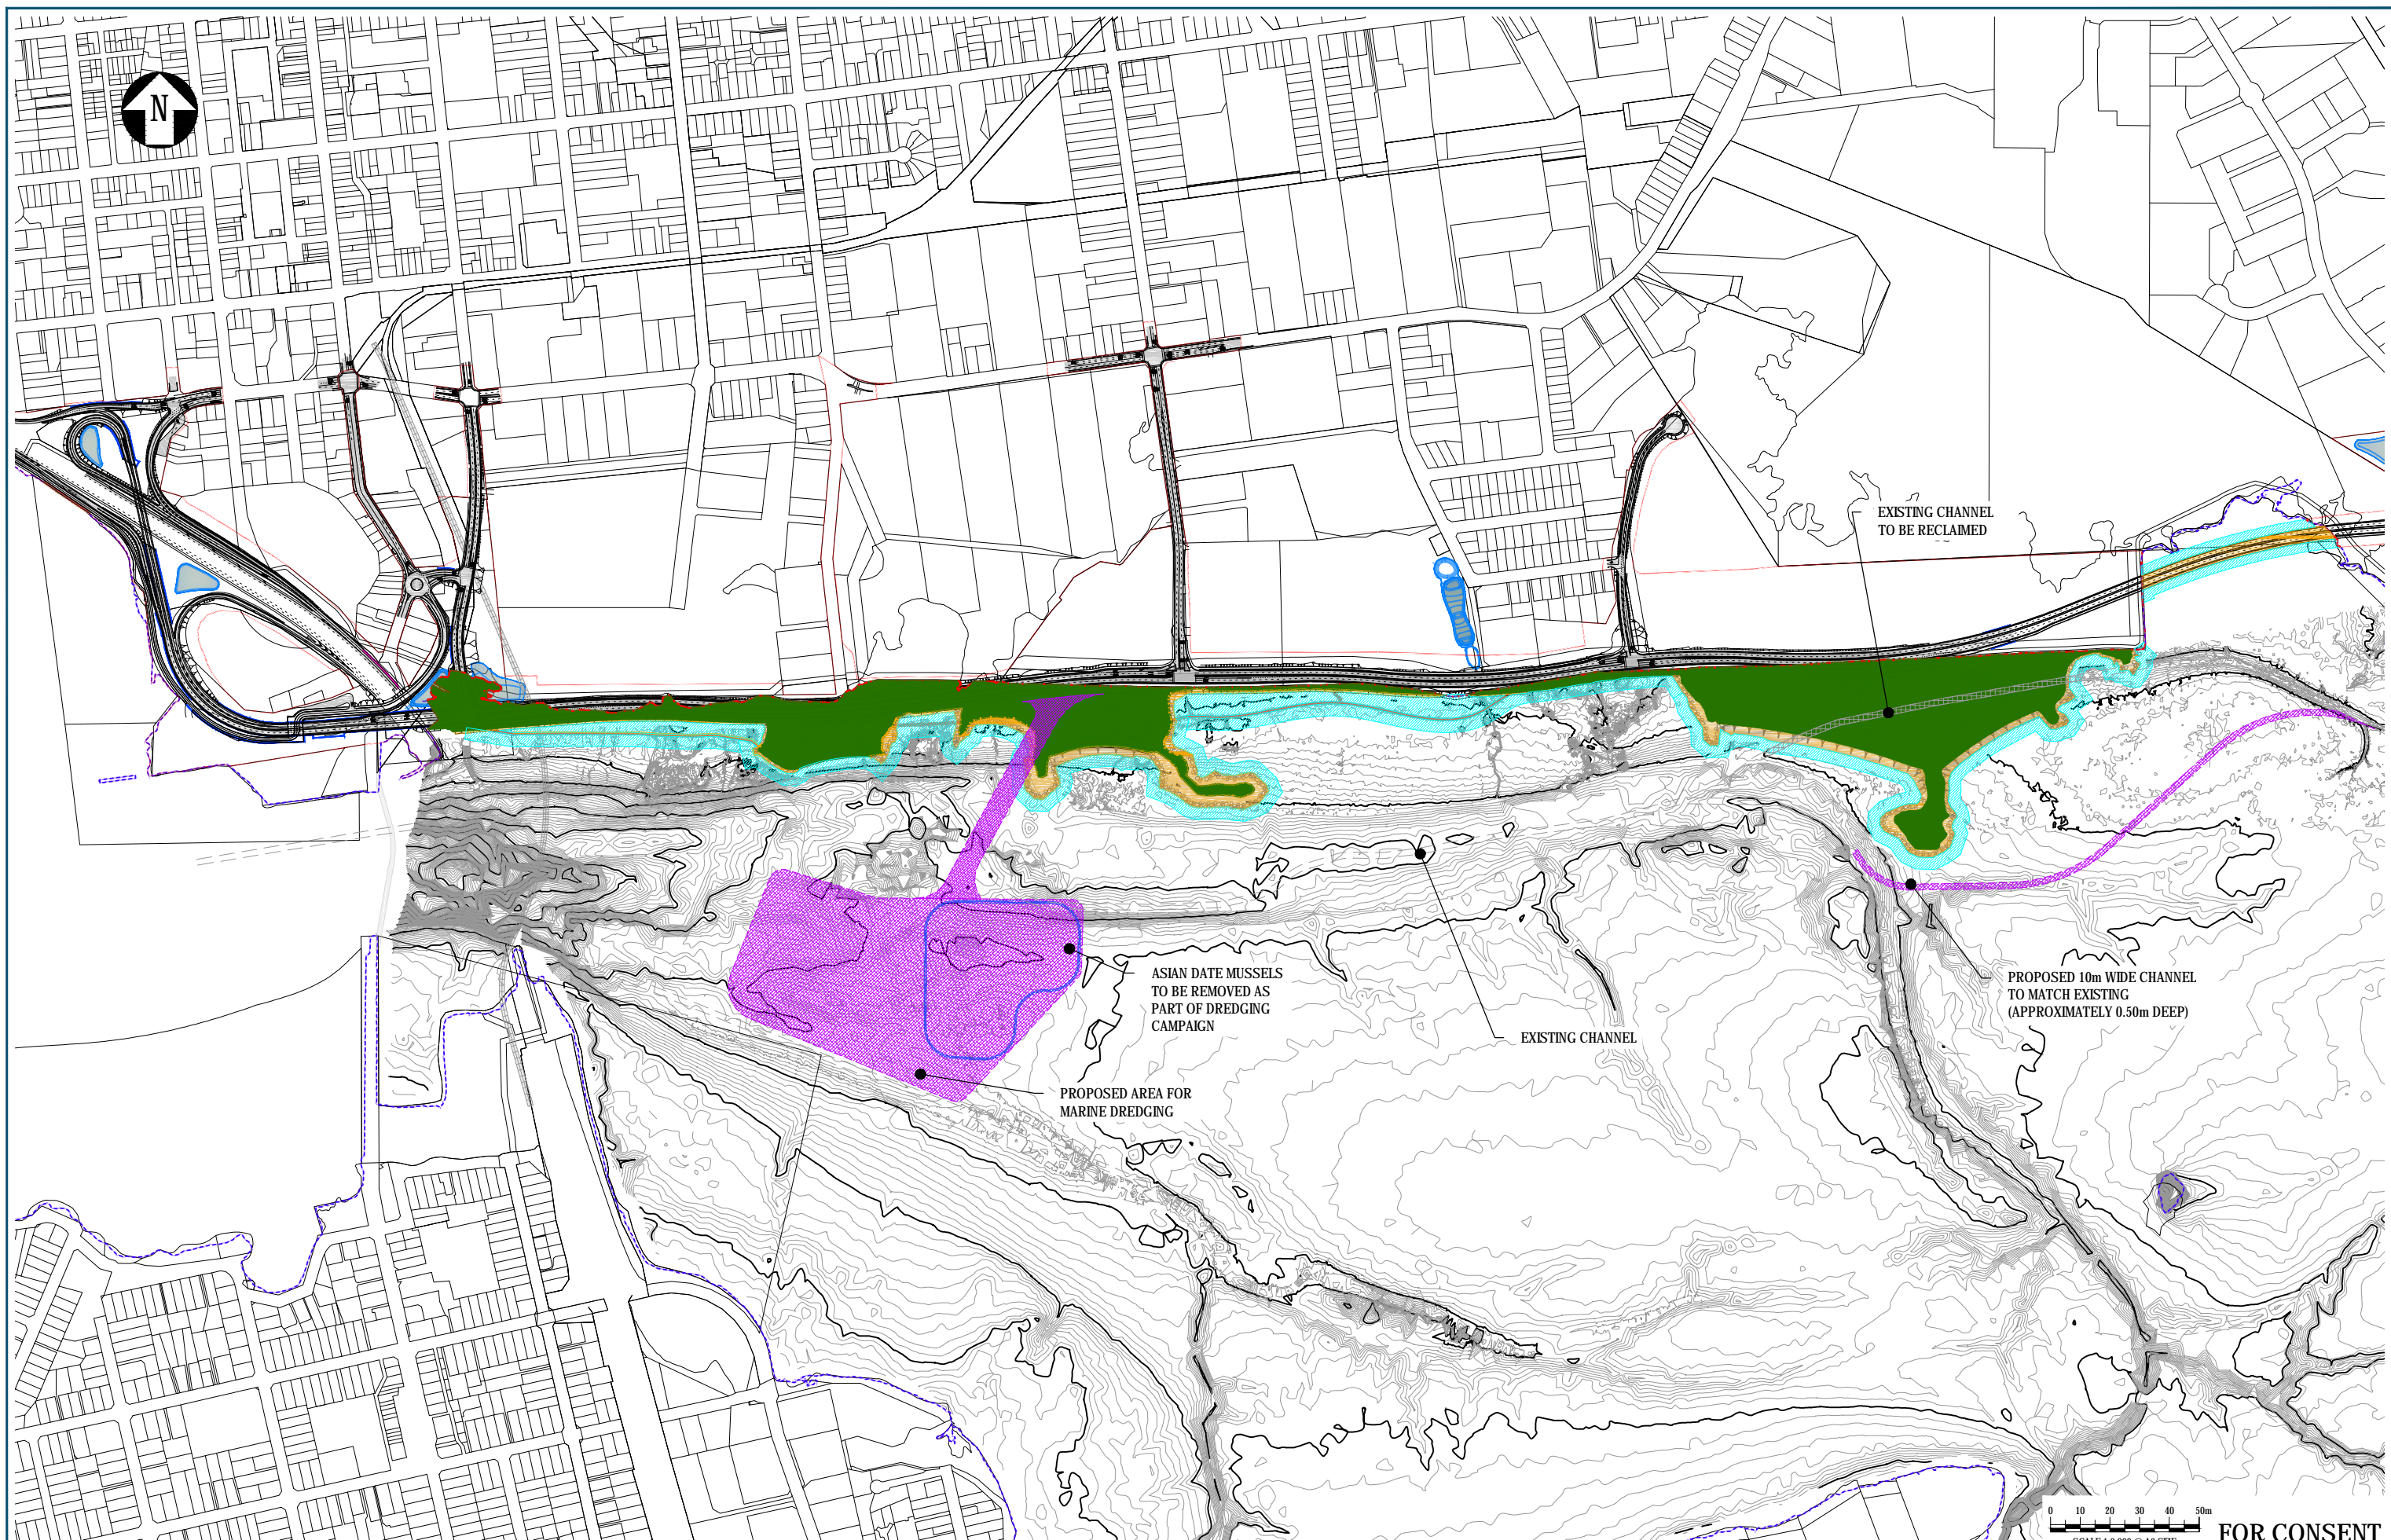 N
EXISTING CHANNEL
TO BE RECLAIMED
ASIAN DATE MUSSELS
TO BE REMOVED AS
PART OF DREDGING
CAMPAIGN
PROPOSED 10m WIDE CHANNEL
TO MATCH EXISTING
(APPROXIMATELY 0.50m DEEP)
EXISTING CHANNEL
PROPOSED AREA FOR
MARINE DREDGING
0 10 20 30 40 50m
FOR CONSENT